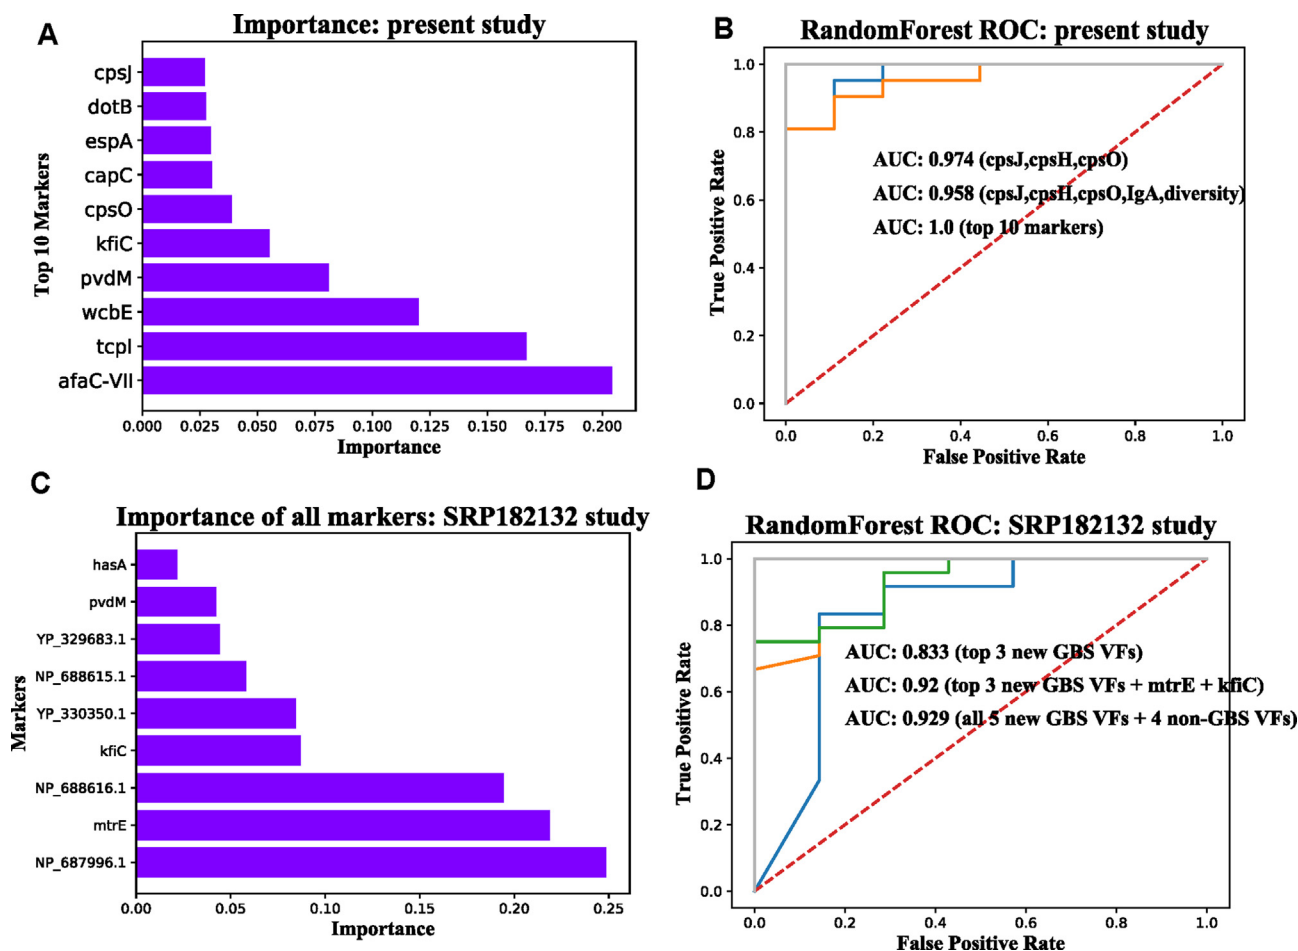 A
Importance: present study
Top 10 Markers
cpsJ
dotB
espA
capC
cpsO
kfiC
pvdM
wcbE
tcpI
afaC-VII
0.000 0.025 0.050 0.075 0.100 0.125 0.150 0.175 0.200
Importance
B
RandomForest ROC: present study
True Positive Rate
1.0
0.8
0.6
0.4
0.2
0.0
AUC: 0.974 (cpsJ,cpsH,cpsO)
AUC: 0.958 (cpsJ,cpsH,cpsO,IgA,diversity)
AUC: 1.0 (top 10 markers)
0.0 0.2 0.4 0.6 0.8 1.0
False Positive Rate
C
Importance of all markers: SRP182132 study
Markers
hasA
pvdM
YP_329683.1
NP_688615.1
YP_330350.1
kfiC
NP_688616.1
mtrE
NP_687996.1
0.00 0.05 0.10 0.15 0.20 0.25
Importance
D
RandomForest ROC: SRP182132 study
True Positive Rate
1.0
0.8
0.6
0.4
0.2
0.0
AUC: 0.833 (top 3 new GBS VFs)
AUC: 0.92 (top 3 new GBS VFs + mtrE + kfiC)
AUC: 0.929 (all 5 new GBS VFs + 4 non-GBS VFs)
0.0 0.2 0.4 0.6 0.8 1.0
False Positive Rate